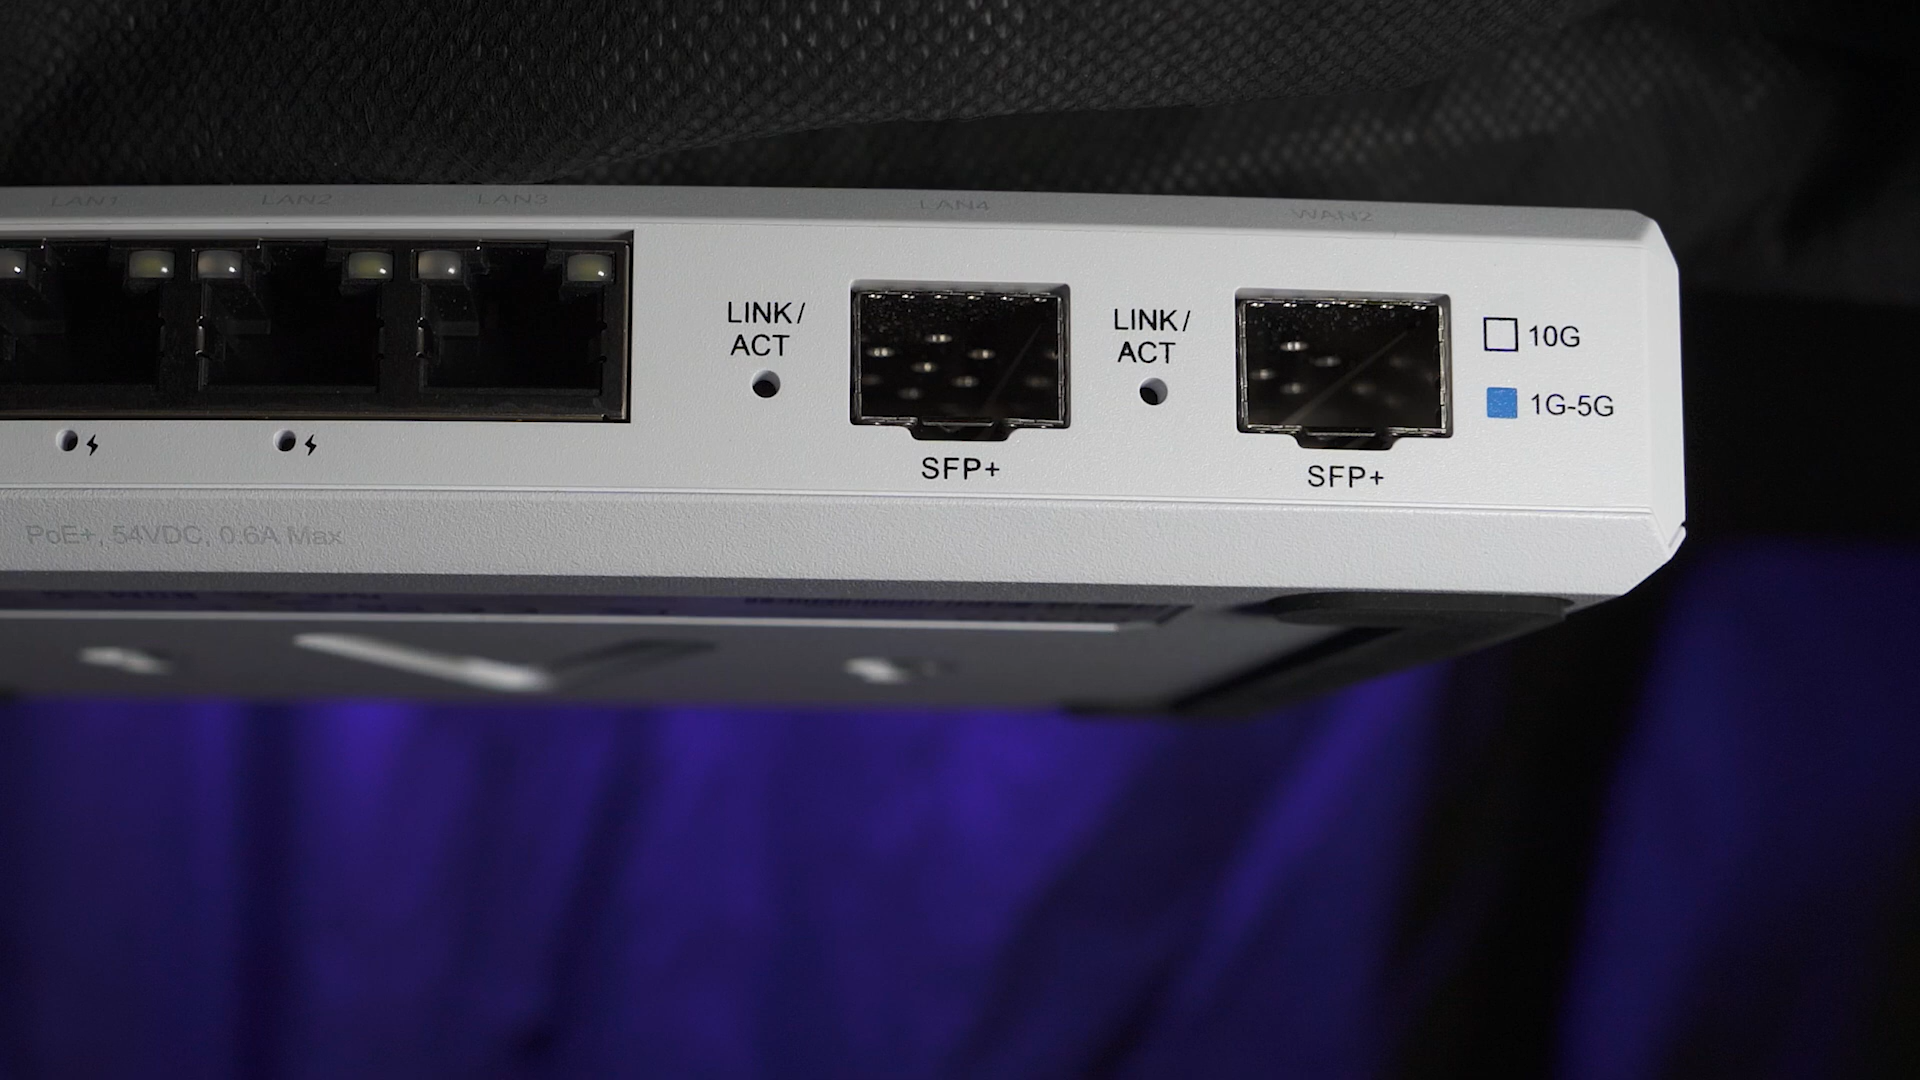 LAN1
LAN2
LAN3
LAN4
WAN2
LINK/
ACT
LINK/
ACT
10G
1G-5G
SFP+
SFP+
PoE+, 54VDC, 0.6A Max